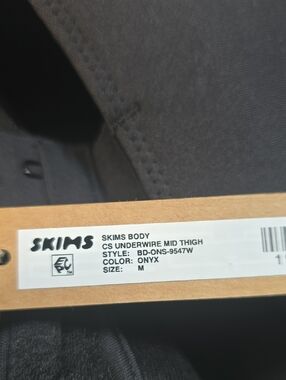 SKIMS
SKIMS BODY
CS UNDERWIRE MID THIGH
STYLE: BD-ONS-9547W
COLOR: ONYX
SIZE: M